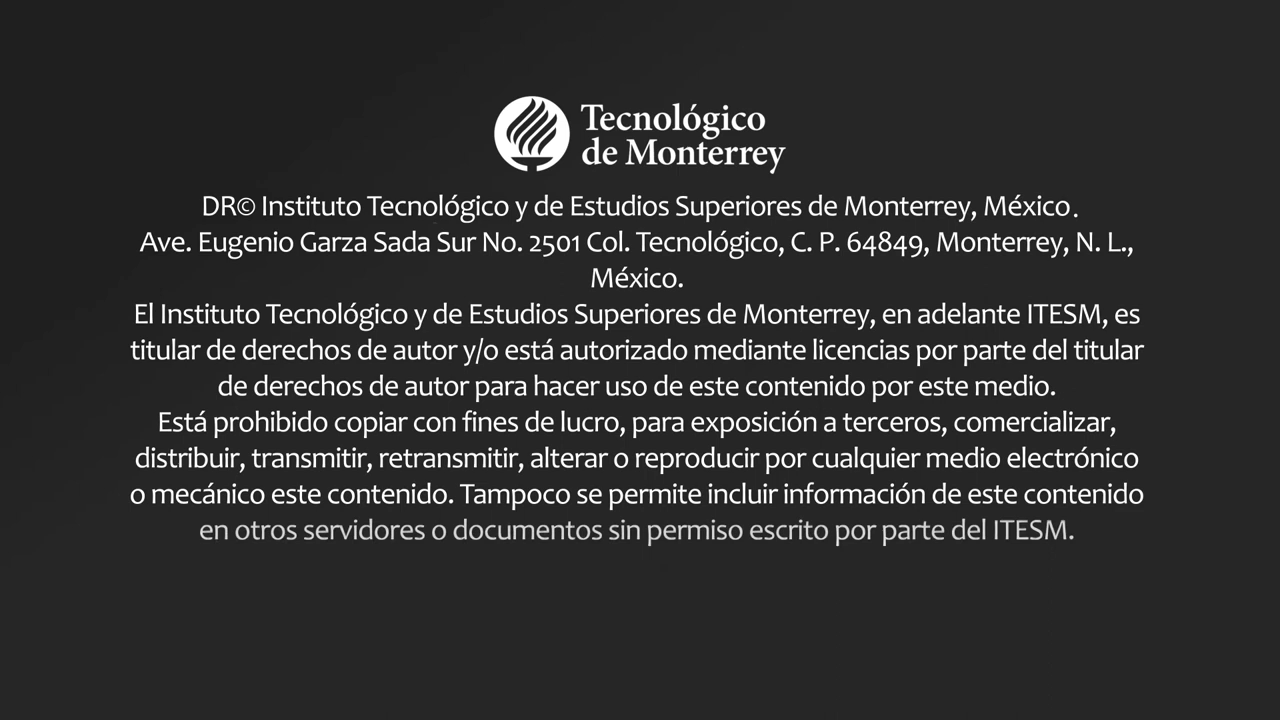 Tecnológico
de Monterrey
DR© Instituto Tecnológico y de Estudios Superiores de Monterrey, México.
Ave. Eugenio Garza Sada Sur No. 2501 Col. Tecnológico, C. P. 64849, Monterrey, N. L.,
México.
El Instituto Tecnológico y de Estudios Superiores de Monterrey, en adelante ITESM, es
titular de derechos de autor y/o está autorizado mediante licencias por parte del titular
de derechos de autor para hacer uso de este contenido por este medio.
Está prohibido copiar con fines de lucro, para exposición a terceros, comercializar,
distribuir, transmitir, retransmitir, alterar o reproducir por cualquier medio electrónico
o mecánico este contenido. Tampoco se permite incluir información de este contenido
en otros servidores o documentos sin permiso escrito por parte del ITESM.